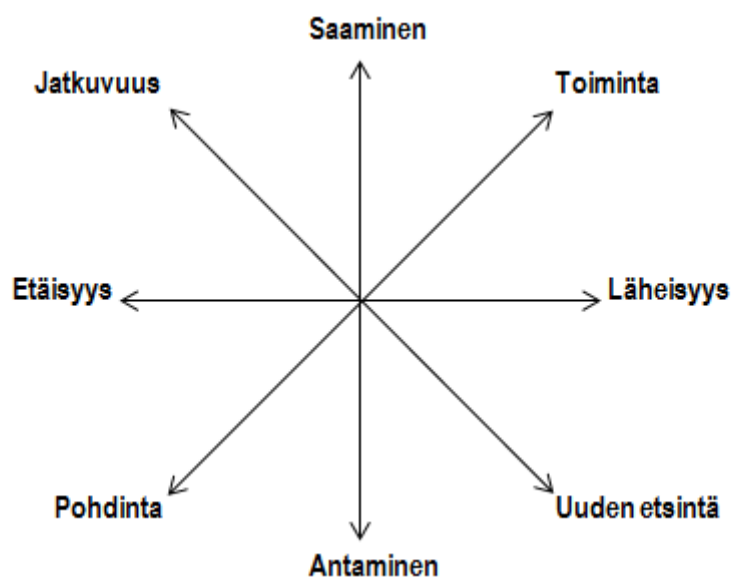 Saaminen
Jatkuvuus
Toiminta
Etäisyys
Läheisyys
Pohdinta
Uuden etsintä
Antaminen